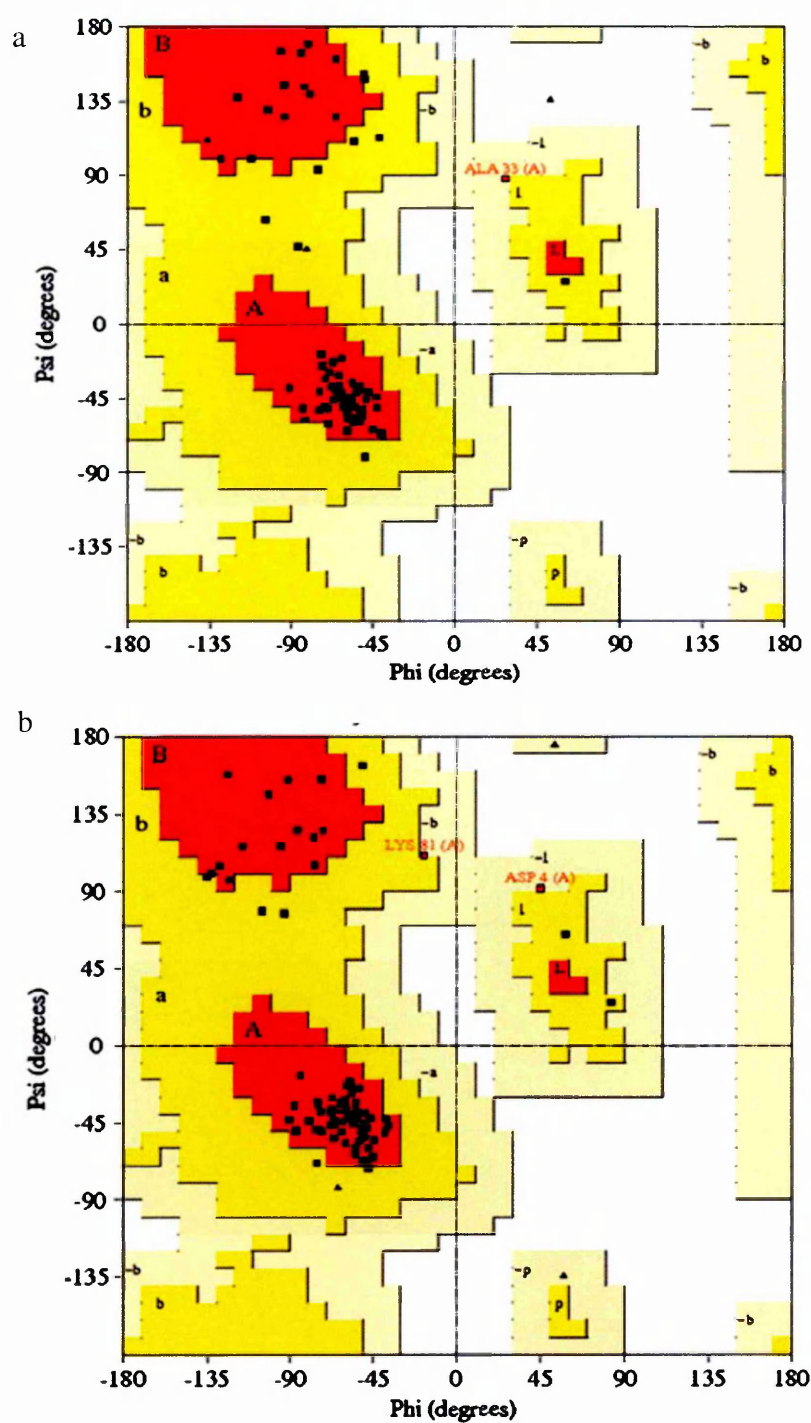 a
180
B
~b
b
135
b
~b
~l
90
ALA 33 (A)
l
45
L
a
A
0
~a
-45
-90
-135
~b
~p
b
p
~b
-180 -135 -90 -45 0 45 90 135 180
Psi (degrees)
Phi (degrees)
b
180
B
~b
b
135
b
~b
LYS 81 (A)
~l
90
ASP 4 (A)
l
45
L
a
A
0
~a
-45
-90
-135
~b
~p
b
p
~b
-180 -135 -90 -45 0 45 90 135 180
Psi (degrees)
Phi (degrees)